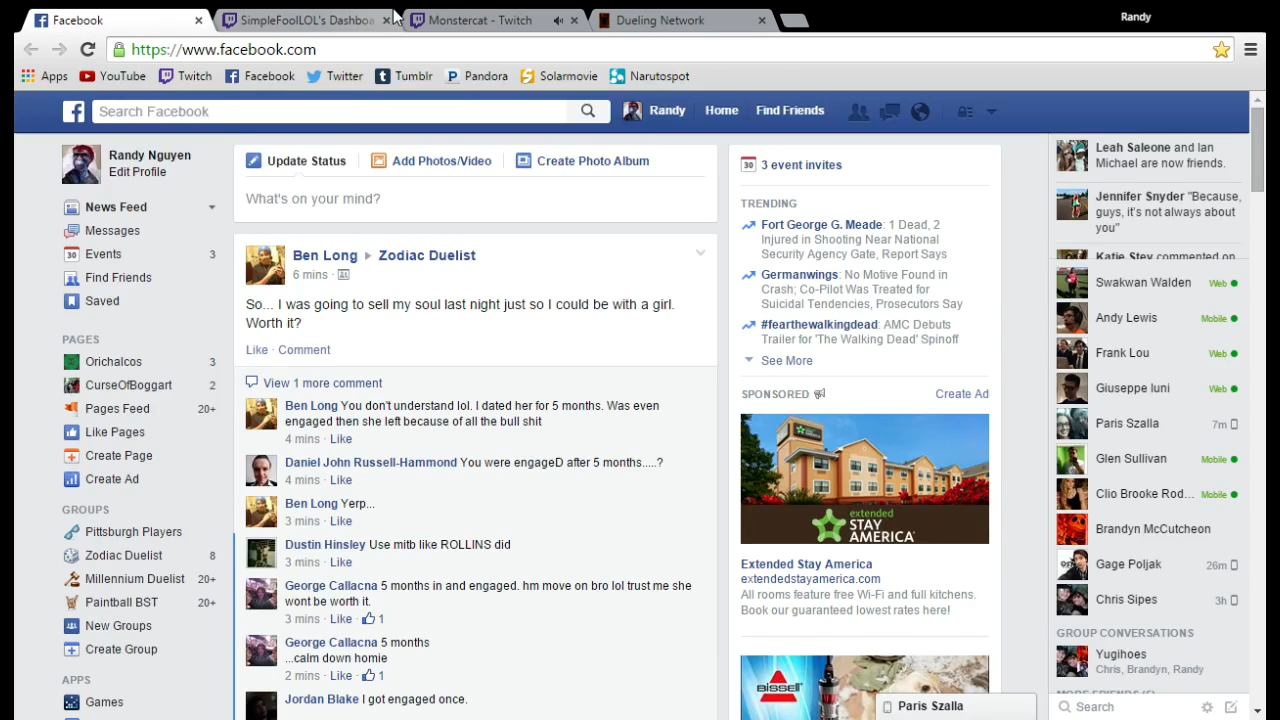 Facebook
SimpleFoolLOL's Dashboa
Monstercat - Twitch
Dueling Network
Randy
https://www.facebook.com
Apps YouTube Twitch Facebook Twitter Tumblr Pandora Solarmovie Narutospot
Search Facebook
Randy Home Find Friends
Randy Nguyen
Edit Profile
News Feed
Messages
Events 3
Find Friends
Saved
PAGES
Orichalcos 3
CurseOfBoggart 2
Pages Feed 20+
Like Pages
Create Page
Create Ad
GROUPS
Pittsburgh Players
Zodiac Duelist 8
Millennium Duelist 20+
Paintball BST 20+
New Groups
Create Group
APPS
Games
Update Status Add Photos/Video Create Photo Album
What's on your mind?
Ben Long Zodiac Duelist
6 mins ·
So... I was going to sell my soul last night just so I could be with a girl.
Worth it?
Like · Comment
View 1 more comment
Ben Long You don't understand lol. I dated her for 5 months. Was even
engaged then she left because of all the bull shit
4 mins · Like
Daniel John Russell-Hammond You were engageD after 5 months.....?
4 mins · Like
Ben Long Yerp...
3 mins · Like
Dustin Hinsley Use mitb like ROLLINS did
3 mins · Like
George Callacna 5 months in and engaged. hm move on bro lol trust me she
wont be worth it.
3 mins · Like · 1
George Callacna 5 months
...calm down homie
2 mins · Like · 1
Jordan Blake I got engaged once.
30 3 event invites
TRENDING
Fort George G. Meade: 1 Dead, 2
Injured in Shooting Near National
Security Agency Gate, Report Says
Germanwings: No Motive Found in
Crash; Co-Pilot Was Treated for
Suicidal Tendencies, Prosecutors Say
#fearthewalkingdead: AMC Debuts
Trailer for 'The Walking Dead' Spinoff
See More
SPONSORED Create Ad
extended
STAY
AMERICA
Extended Stay America
extendedstayamerica.com
All rooms feature free Wi-Fi and full kitchens.
Book our guaranteed lowest rates here!
BISSELL
Leah Saleone and Ian
Michael are now friends.
Jennifer Snyder "Because,
guys, it's not always about
you"
Katie Stey commented on
Swakwan Walden Web
Andy Lewis Mobile
Frank Lou Web
Giuseppe Iuni Web
Paris Szalla 7m
Glen Sullivan Mobile
Clio Brooke Rod... Mobile
Brandyn McCutcheon
Gage Poljak 26m
Chris Sipes 3h
GROUP CONVERSATIONS
Yugihoes
Chris, Brandyn, Randy
Paris Szalla
Search